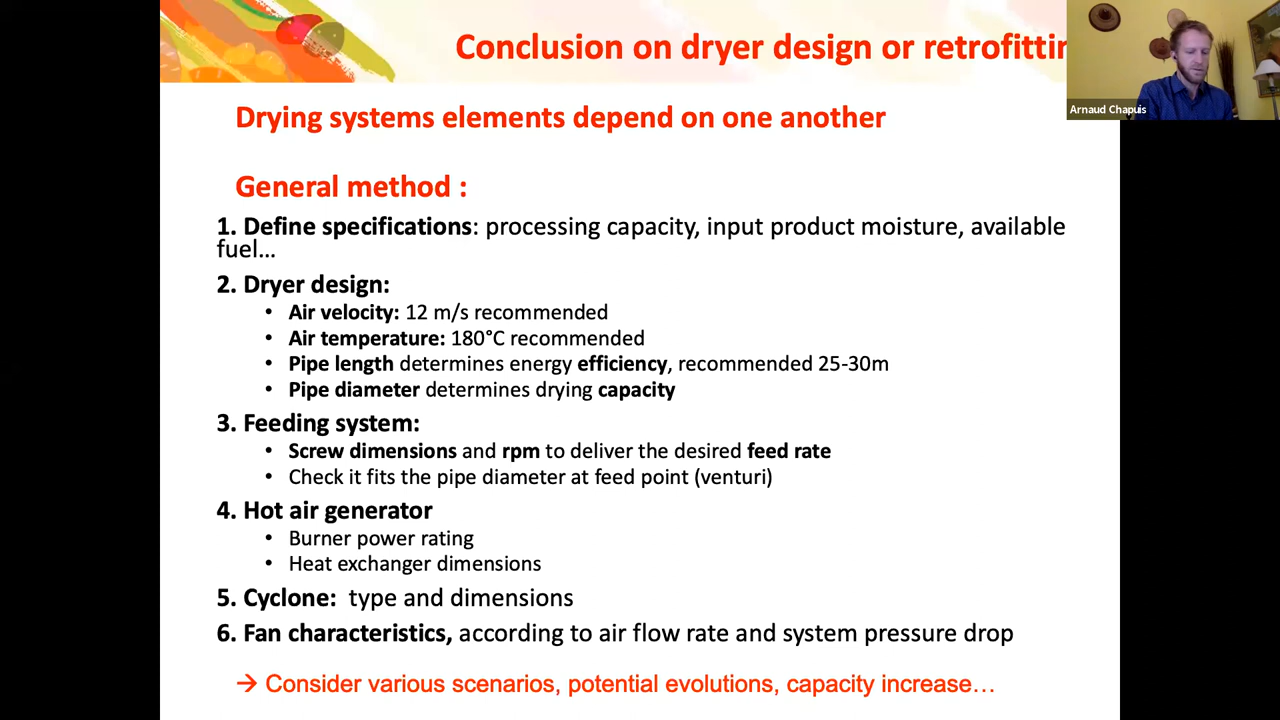 Conclusion on dryer design or retrofittin
Arnaud Chapuis
Drying systems elements depend on one another
General method :
1. Define specifications: processing capacity, input product moisture, available
fuel...
2. Dryer design:
• Air velocity: 12 m/s recommended
• Air temperature: 180°C recommended
• Pipe length determines energy efficiency, recommended 25-30m
• Pipe diameter determines drying capacity
3. Feeding system:
• Screw dimensions and rpm to deliver the desired feed rate
• Check it fits the pipe diameter at feed point (venturi)
4. Hot air generator
• Burner power rating
• Heat exchanger dimensions
5. Cyclone: type and dimensions
6. Fan characteristics, according to air flow rate and system pressure drop
→ Consider various scenarios, potential evolutions, capacity increase...